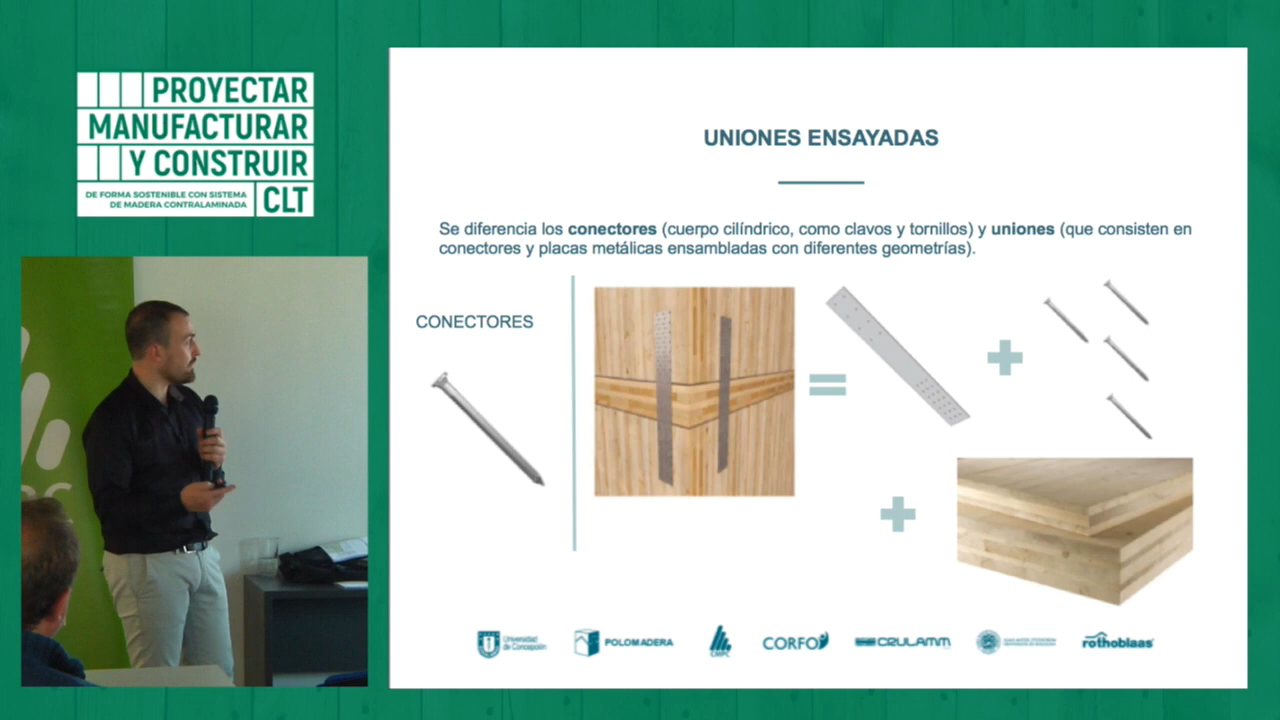 PROYECTAR
MANUFACTURAR
Y CONSTRUIR
DE FORMA SOSTENIBLE CON SISTEMA
DE MADERA CONTRALAMINADA
CLT
UNIONES ENSAYADAS
Se diferencia los conectores (cuerpo cilíndrico, como clavos y tornillos) y uniones (que consisten en
conectores y placas metálicas ensambladas con diferentes geometrías).
CONECTORES
Universidad
de Concepción
POLOMADERA
CMPC
CORFO
CRULAMM
rothoblaas